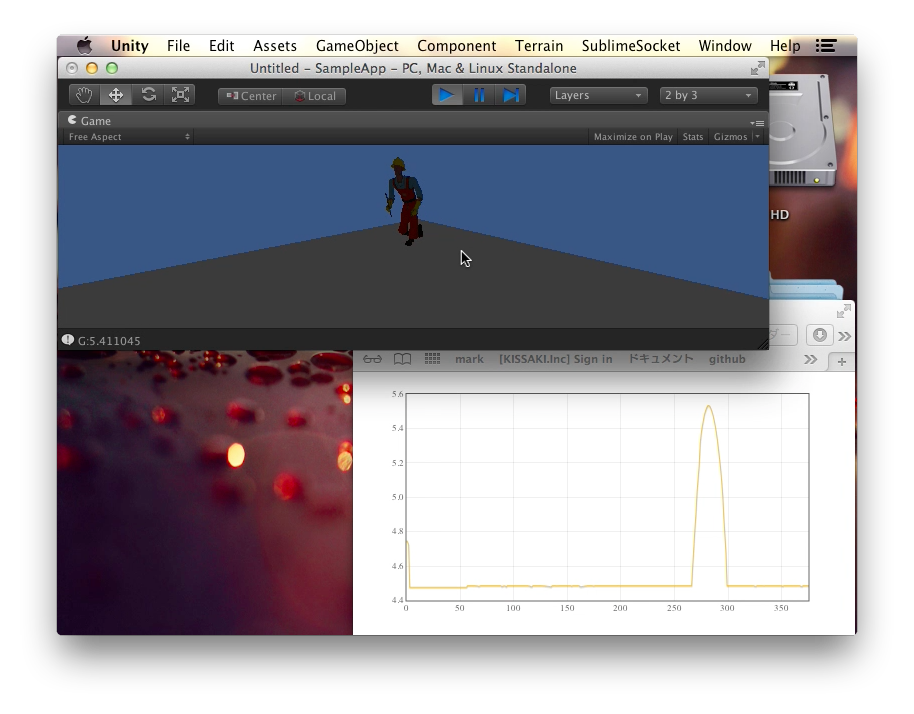 Unity File Edit Assets GameObject Component Terrain SublimeSocket Window Help
Untitled – SampleApp – PC, Mac & Linux Standalone
Center Local Layers 2 by 3
Game
Free Aspect Maximize on Play Stats Gizmos
HD
G:5.411045
mark [KISSAKI.Inc] Sign in ドキュメント github
5.6
5.4
5.2
5.0
4.8
4.6
4.4
0 50 100 150 200 250 300 350